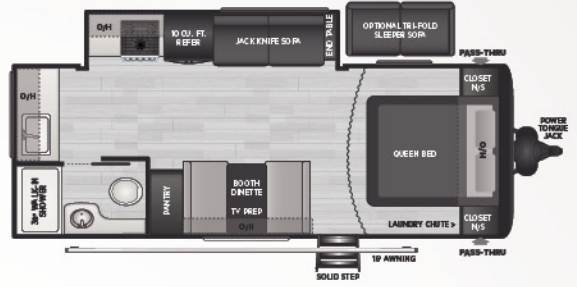 O/H
10 CU. FT.
REFER
JACK KNIFE SOFA
END TABLE
OPTIONAL TRI-FOLD
SLEEPER SOFA
PASS-THRU
CLOSET
N/S
O/H
QUEEN BED
O/H
POWER
TONGUE
JACK
30" WALK-IN
SHOWER
PANTRY
BOOTH
DINETTE
TV PREP
O/H
LAUNDRY CHUTE >
CLOSET
N/S
PASS-THRU
SOLID STEP
18' AWNING